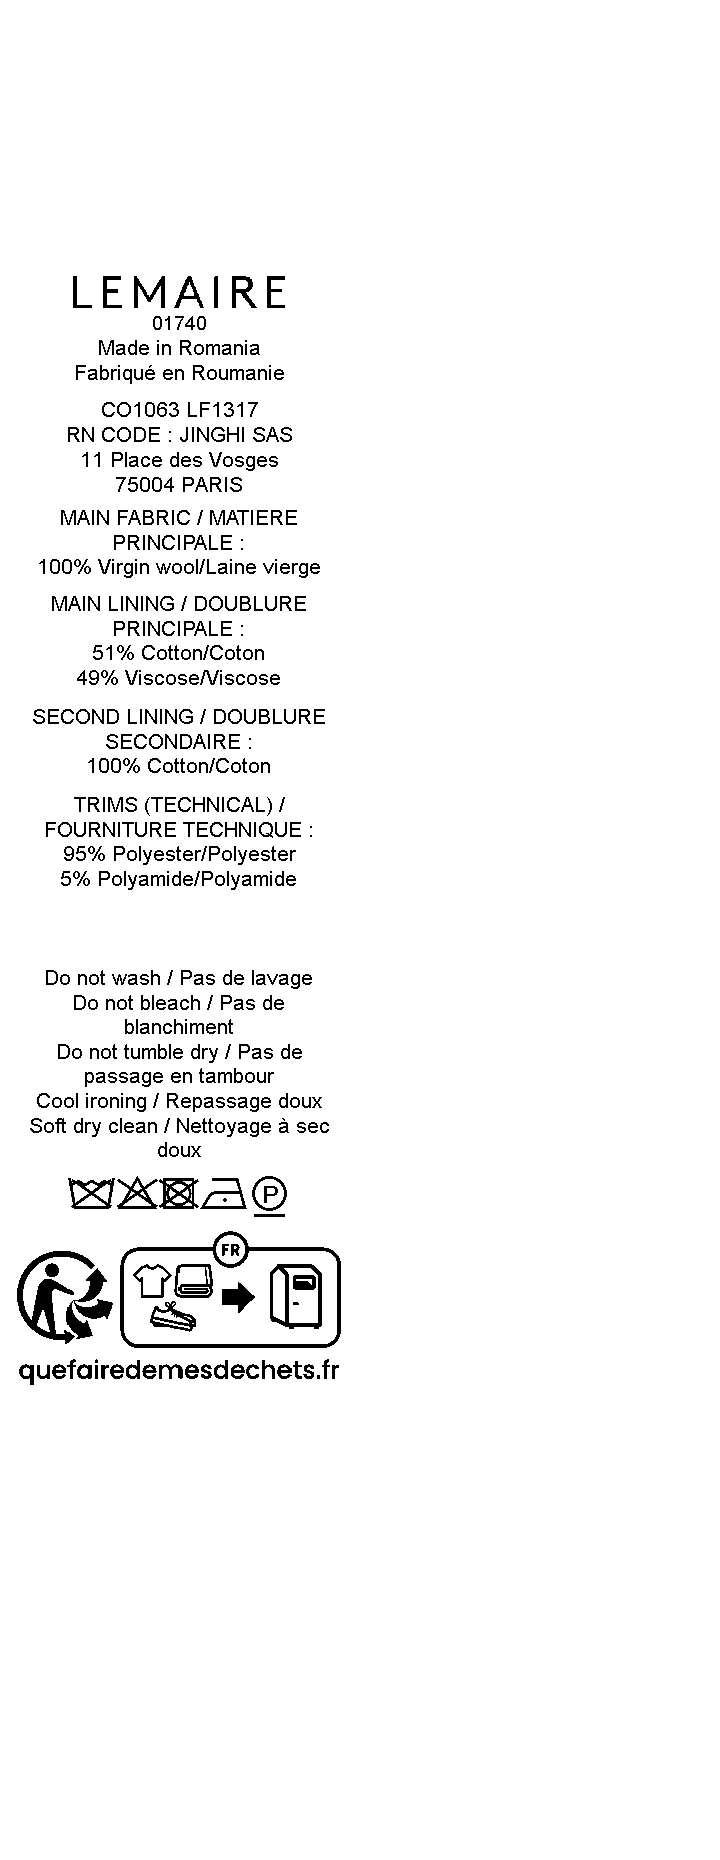 LEMAIRE
01740
Made in Romania
Fabriqué en Roumanie
CO1063 LF1317
RN CODE : JINGHI SAS
11 Place des Vosges
75004 PARIS
MAIN FABRIC / MATIERE
PRINCIPALE :
100% Virgin wool/Laine vierge
MAIN LINING / DOUBLURE
PRINCIPALE :
51% Cotton/Coton
49% Viscose/Viscose
SECOND LINING / DOUBLURE
SECONDAIRE :
100% Cotton/Coton
TRIMS (TECHNICAL) /
FOURNITURE TECHNIQUE :
95% Polyester/Polyester
5% Polyamide/Polyamide
Do not wash / Pas de lavage
Do not bleach / Pas de
blanchiment
Do not tumble dry / Pas de
passage en tambour
Cool ironing / Repassage doux
Soft dry clean / Nettoyage à sec
doux
P
FR
quefairedemesdechets.fr